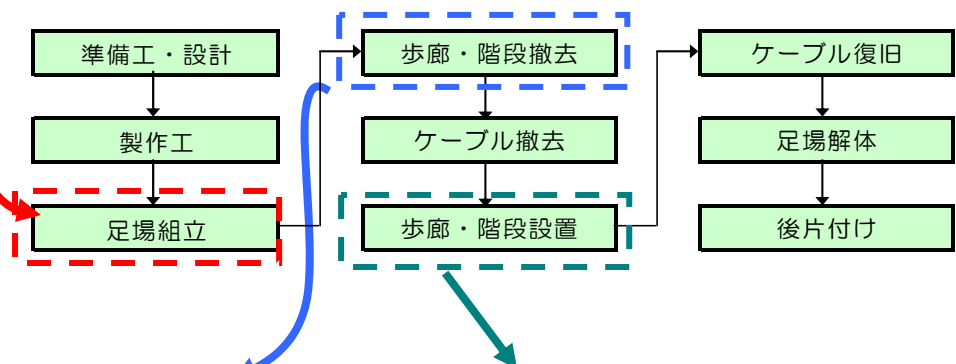 準備工・設計
製作工
足場組立
歩廊・階段撤去
ケーブル撤去
歩廊・階段設置
ケーブル復旧
足場解体
後片付け